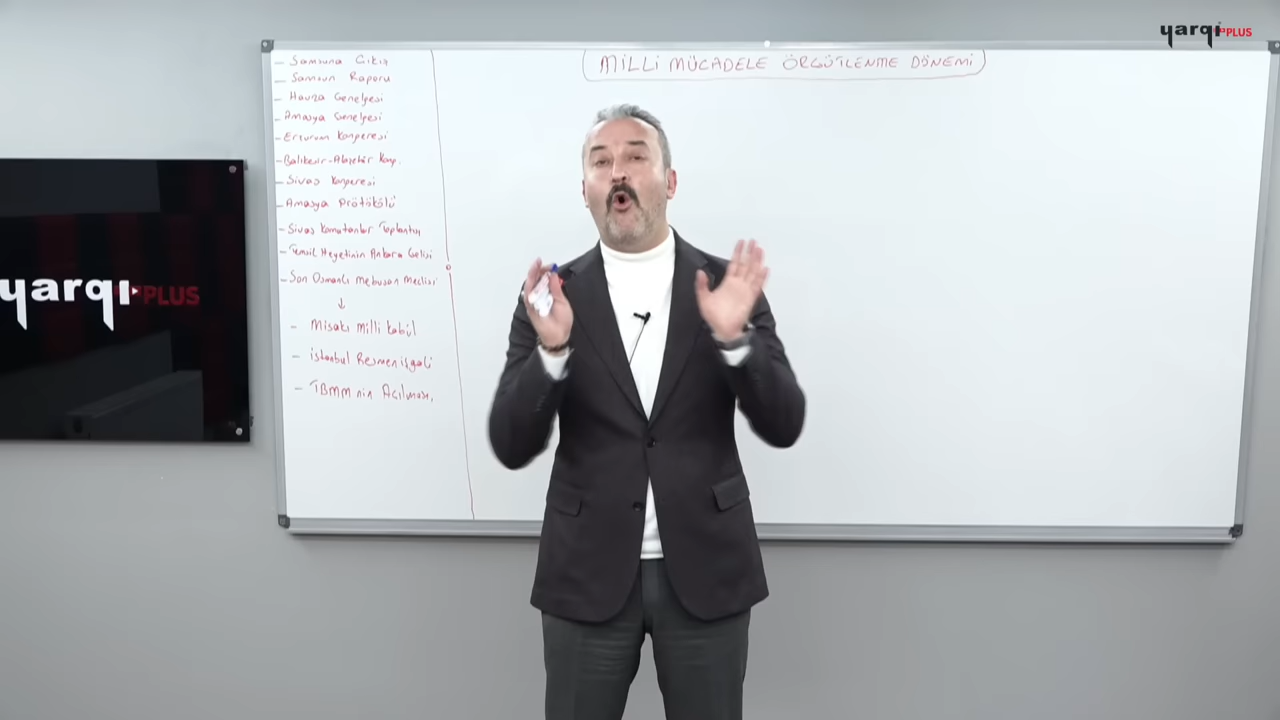 yargı PLUS
MİLLİ MÜCADELE ÖRGÜTLENME DÖNEMİ
- Samsuna Çıkış
- Samsun Raporu
- Havza Genelgesi
- Amasya Genelgesi
- Erzurum Kongresi
- Balıkesir-Alaşehir Kong.
- Sivas Kongresi
- Amasya Protokolü
- Sivas Komutanlar Toplantısı
- Temsil Heyetinin Ankara Gelişi
- Son Osmanlı Mebusan Meclisi
↓
- Misakı Milli Kabül
- İstanbul Resmen işgali
- TBMM nin Açılması,
yargı PLUS